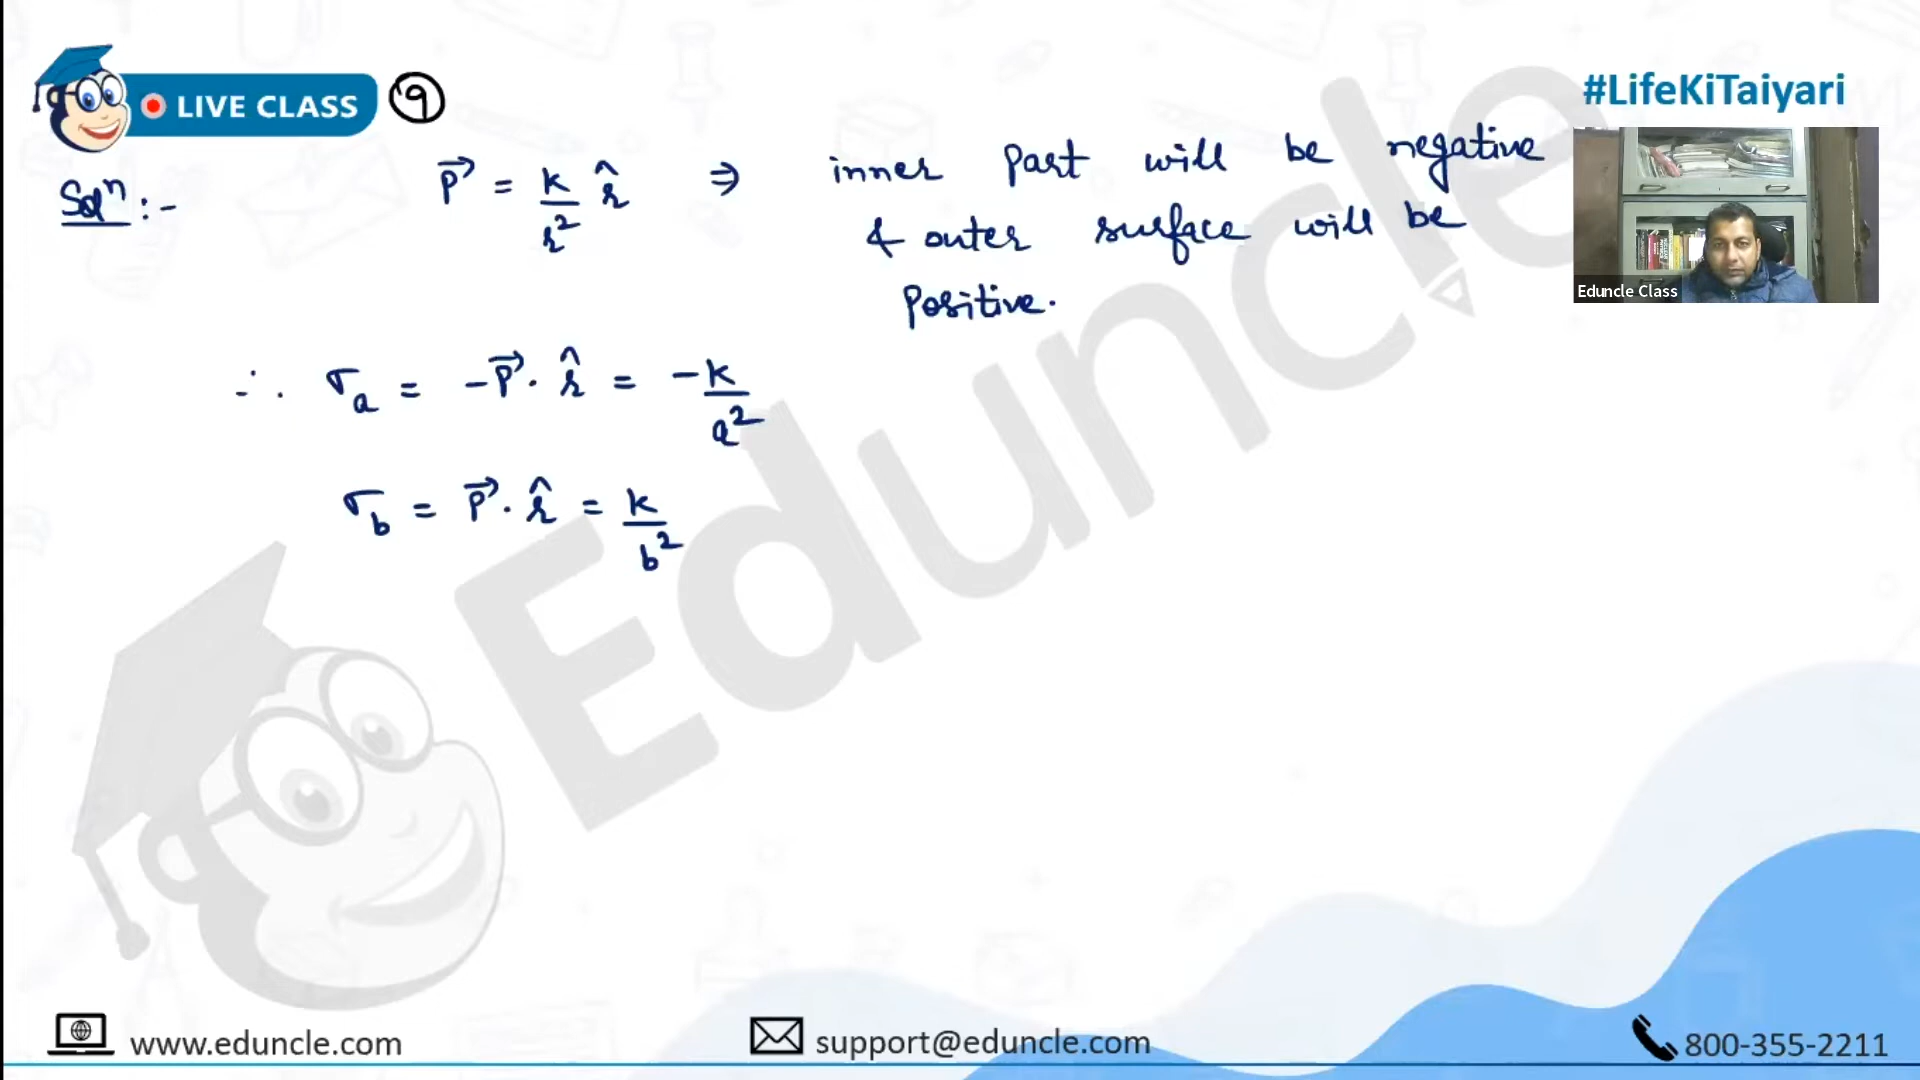 LIVE CLASS 9
#LifeKiTaiyari
Solⁿ :-
P⃗ = k/r² r̂ ⇒ inner part will be negative
& outer surface will be
positive.
Eduncle Class
∴ σₐ = -P⃗ · r̂ = -k/a²
σ_b = P⃗ · r̂ = k/b²
Eduncle
www.eduncle.com
support@eduncle.com
800-355-2211